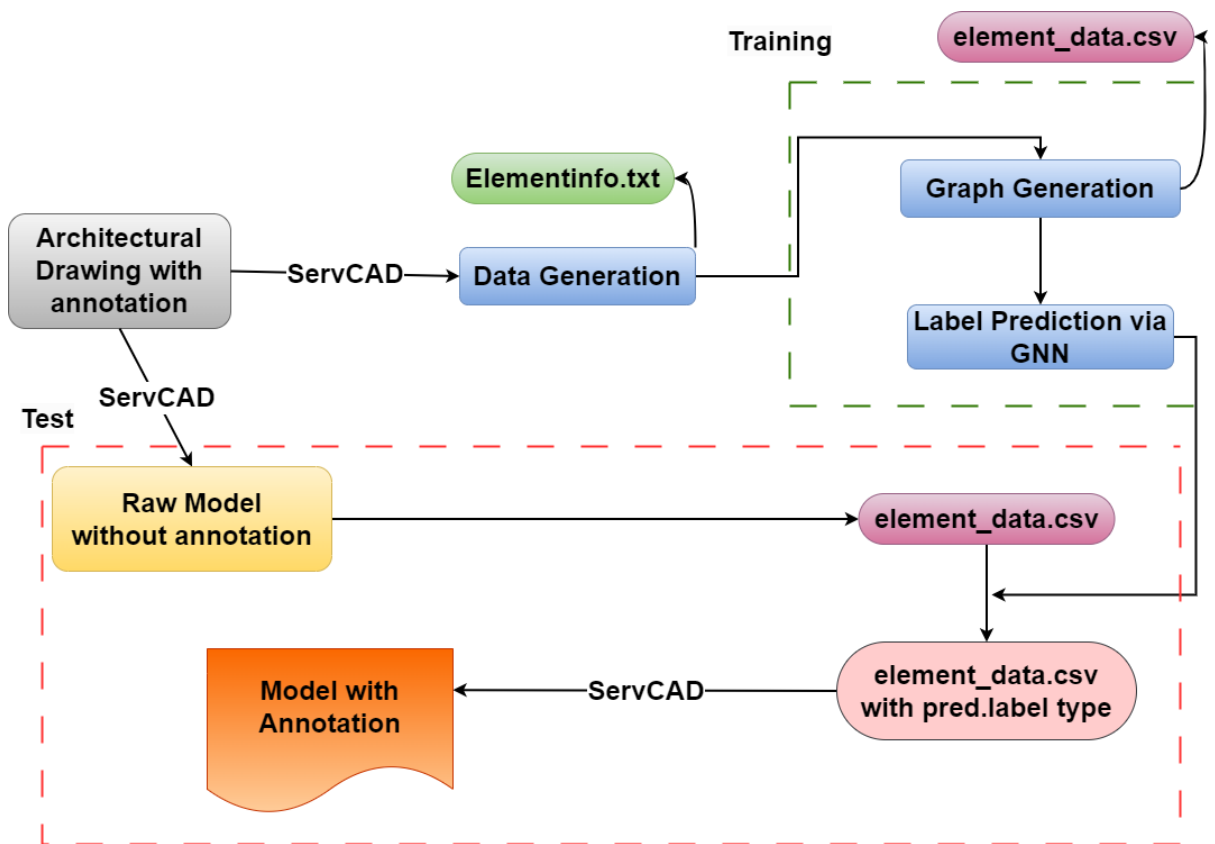 Training
element_data.csv
Elementinfo.txt
Graph Generation
Architectural
Drawing with
annotation
ServCAD
Data Generation
Label Prediction via
GNN
ServCAD
Test
Raw Model
without annotation
element_data.csv
element_data.csv
with pred.label type
ServCAD
Model with
Annotation